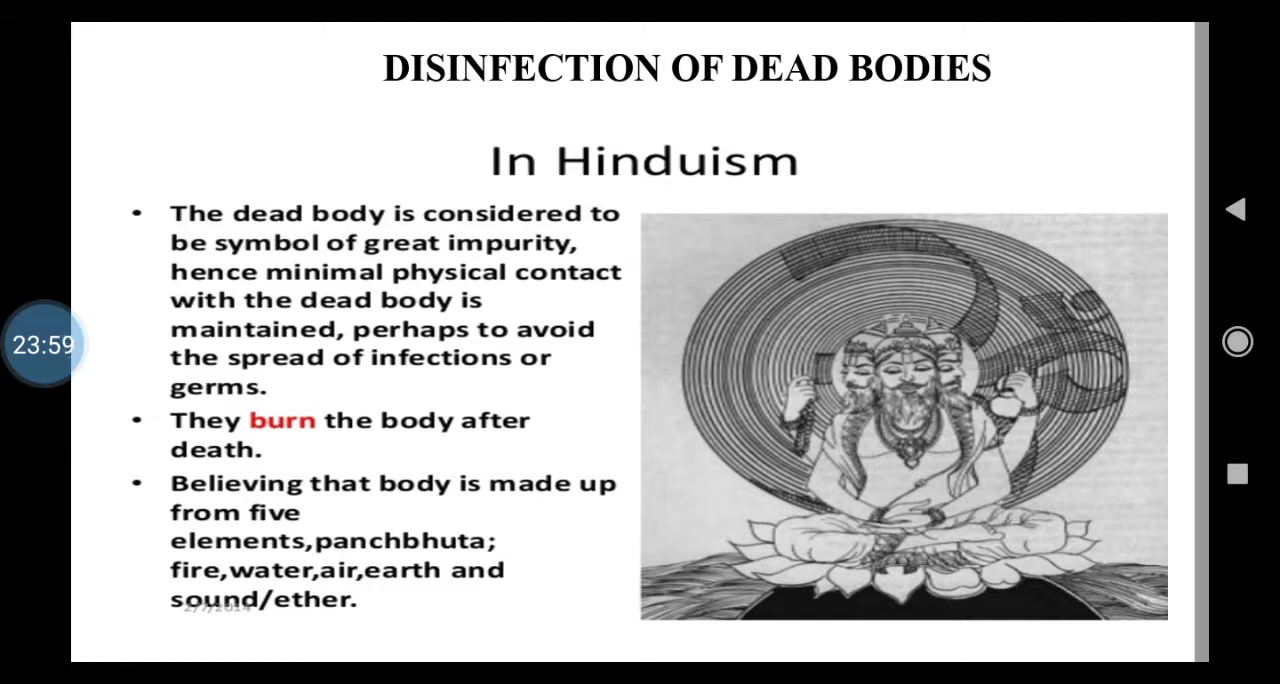 DISINFECTION OF DEAD BODIES
In Hinduism
• The dead body is considered to
be symbol of great impurity,
hence minimal physical contact
with the dead body is
maintained, perhaps to avoid
the spread of infections or
germs.
• They burn the body after
death.
• Believing that body is made up
from five
elements,panchbhuta;
fire,water,air,earth and
sound/ether.
2/7/2014
23:59